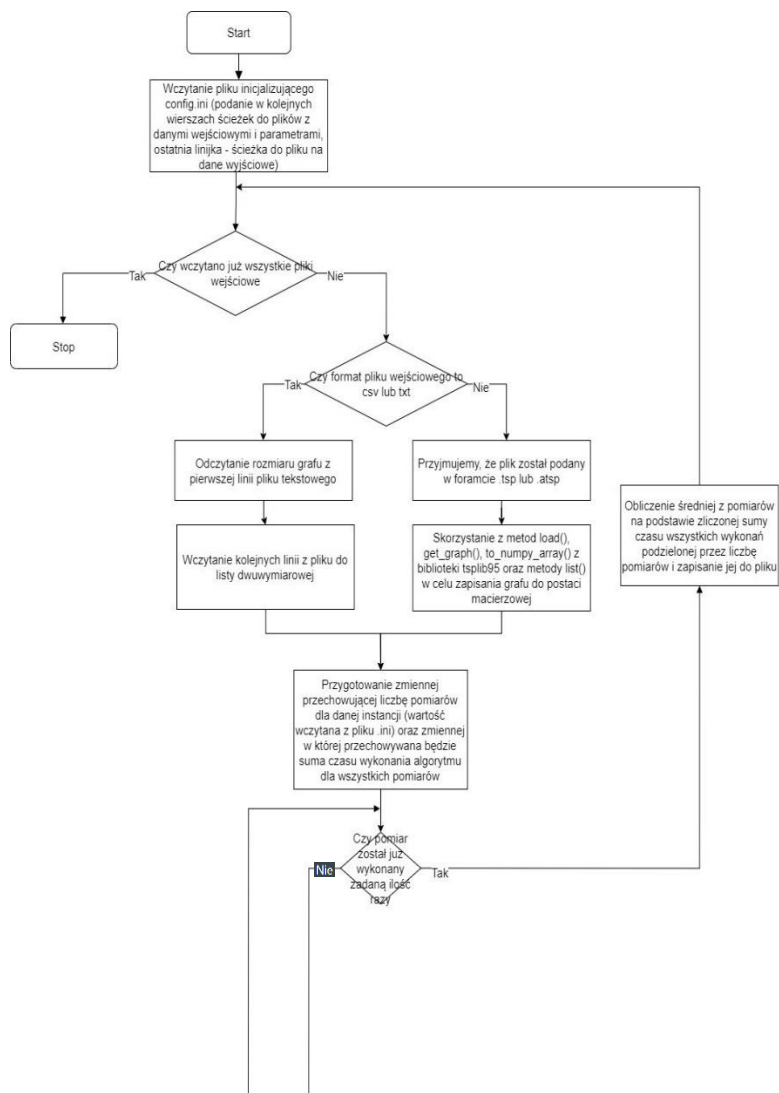 Start
Wczytanie pliku inicjalizującego
config.ini (podanie w kolejnych
wierszach ścieżek do plików z
danymi wejściowymi i parametrami,
ostatnia linijka - ścieżka do pliku na
dane wyjściowe)
Czy wczytano już wszystkie pliki
wejściowe
Tak
Nie
Stop
Czy format pliku wejściowego to
csv lub txt
Tak
Nie
Odczytanie rozmiaru grafu z
pierwszej linii pliku tekstowego
Przyjmujemy, że plik został podany
w foramcie .tsp lub .atsp
Wczytanie kolejnych linii z pliku do
listy dwuwymiarowej
Skorzystanie z metod load(),
get_graph(), to_numpy_array() z
biblioteki tsplib95 oraz metody list()
w celu zapisania grafu do postaci
macierzowej
Obliczenie średniej z pomiarów
na podstawie zliczonej sumy
czasu wszystkich wykonań
podzielonej przez liczbę
pomiarów i zapisanie jej do pliku
Przygotowanie zmiennej
przechowującej liczbę pomiarów
dla danej instancji (wartość
wczytana z pliku .ini) oraz zmiennej
w której przechowywana będzie
suma czasu wykonania algorytmu
dla wszystkich pomiarów
Czy pomiar
został już
wykonany
żadaną ilość
razy
Nie
Tak